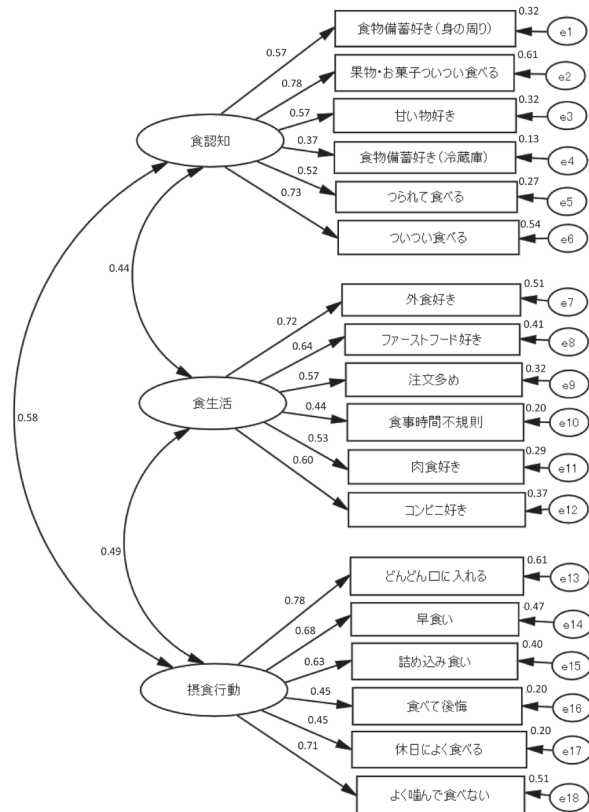 0.32
食物備蓄好き(身の周り)
e1
0.57
0.61
果物・お菓子ついつい食べる
e2
0.78
0.32
甘い物好き
e3
0.57
食認知
0.13
食物備蓄好き(冷蔵庫)
e4
0.37
0.27
つられて食べる
e5
0.52
0.54
ついつい食べる
e6
0.73
0.44
0.51
外食好き
e7
0.72
0.41
ファーストフード好き
e8
0.64
0.32
注文多め
e9
0.57
食生活
0.20
食事時間不規則
e10
0.44
0.58
0.29
肉食好き
e11
0.53
0.37
コンビニ好き
e12
0.60
0.49
0.61
どんどん口に入れる
e13
0.78
0.47
早食い
e14
0.68
0.40
詰め込み食い
e15
0.63
摂食行動
0.20
食べて後悔
e16
0.45
0.20
休日によく食べる
e17
0.45
0.51
よく噛んで食べない
e18
0.71